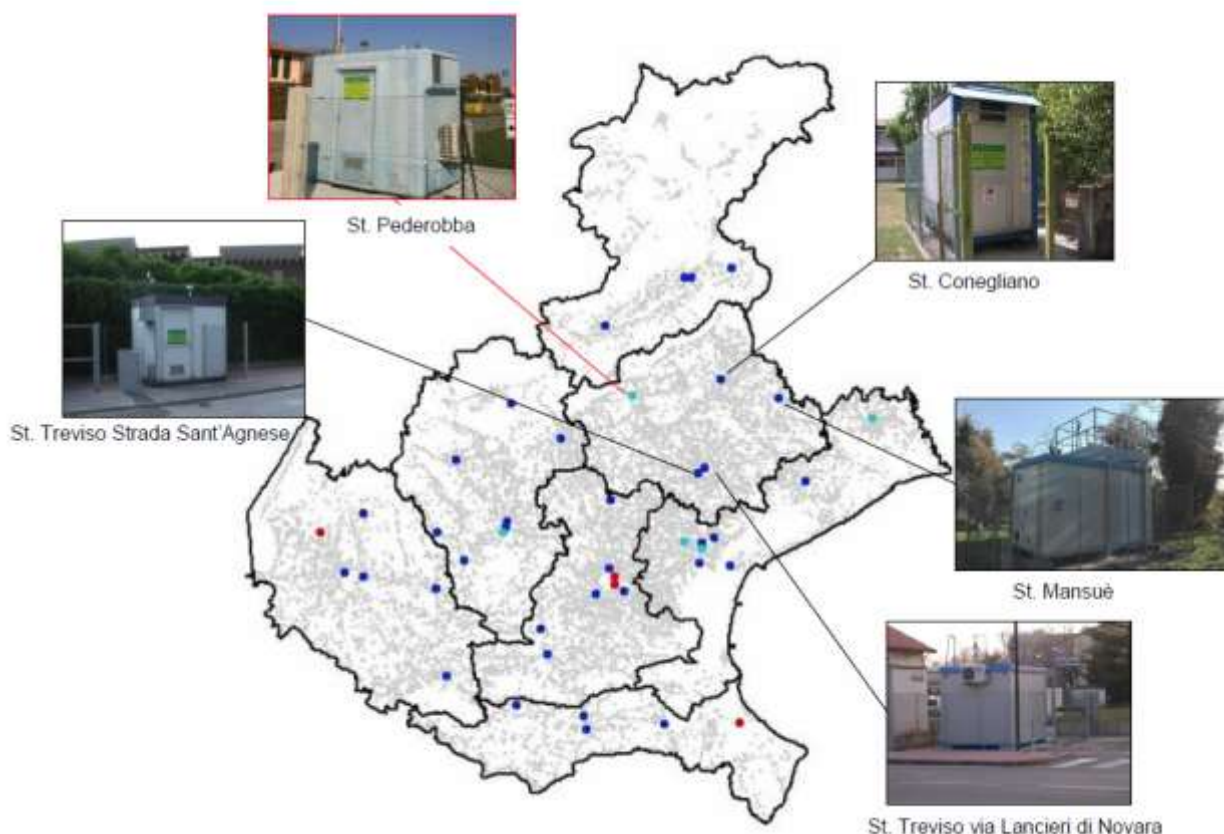 St. Pederobba
St. Conegliano
St. Treviso Strada Sant'Agnese
St. Mansuè
St. Treviso via Lancieri di Novara